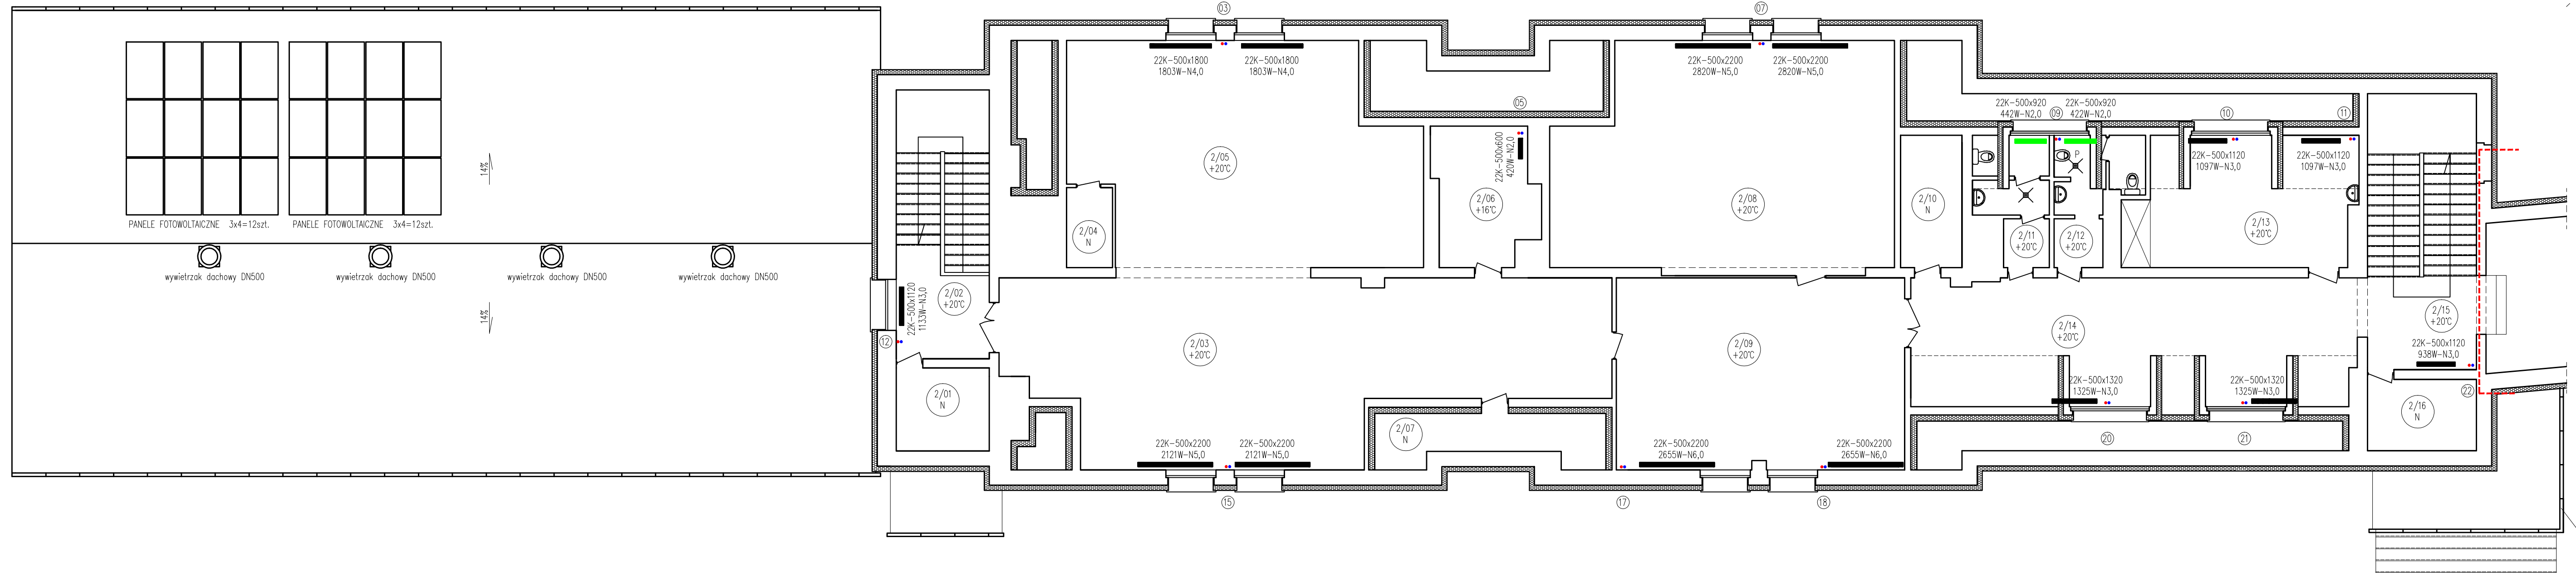 03
07
22K-500x1800
1803W-N4,0
22K-500x1800
1803W-N4,0
22K-500x2200
2820W-N5,0
22K-500x2200
2820W-N5,0
05
22K-500x920
442W-N2,0
09
22K-500x920
422W-N2,0
10
11
14%
2/05
+20°C
22K-500x600
420W-N2,0
P
22K-500x1120
1097W-N3,0
22K-500x1120
1097W-N3,0
2/06
+16°C
2/08
+20°C
2/10
N
PANELE FOTOWOLTAICZNE 3x4=12szt.
PANELE FOTOWOLTAICZNE 3x4=12szt.
2/04
N
2/11
+20°C
2/12
+20°C
2/13
+20°C
wywietrzak dachowy DN500
wywietrzak dachowy DN500
wywietrzak dachowy DN500
wywietrzak dachowy DN500
14%
22K-500x1120
1133W-N3,0
2/02
+20°C
12
2/03
+20°C
2/09
+20°C
2/14
+20°C
2/15
+20°C
22K-500x1120
938W-N3,0
22K-500x1320
1325W-N3,0
22K-500x1320
1325W-N3,0
22
2/01
N
2/07
N
2/16
N
22K-500x2200
2121W-N5,0
22K-500x2200
2121W-N5,0
22K-500x2200
2655W-N6,0
22K-500x2200
2655W-N6,0
20
21
15
17
18